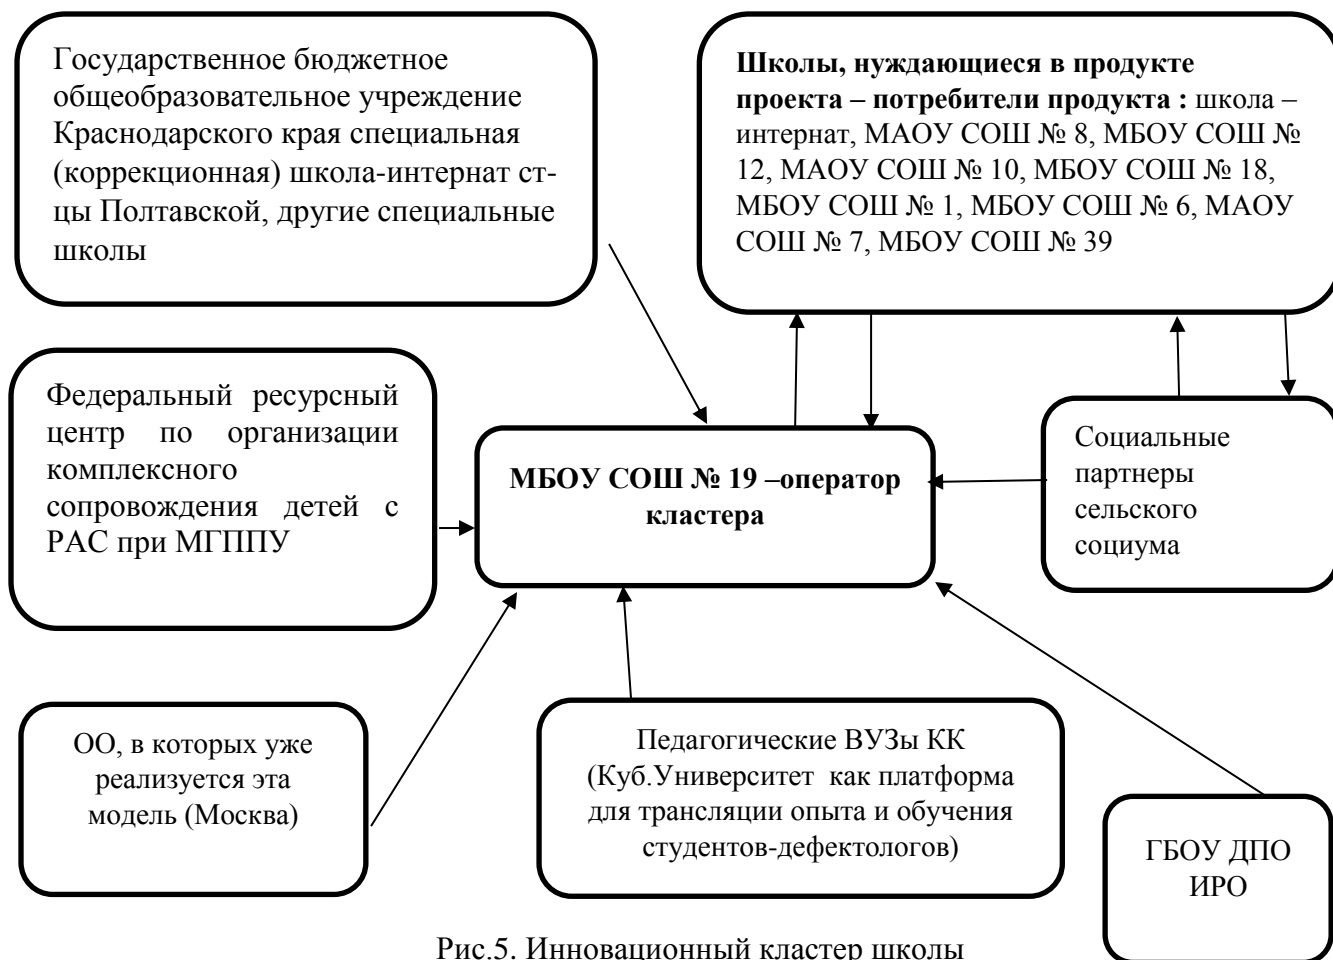 Государственное бюджетное
общеобразовательное учреждение
Краснодарского края специальная
(коррекционная) школа-интернат ст-
цы Полтавской, другие специальные
школы
Школы, нуждающиеся в продукте
проекта – потребители продукта : школа –
интернат, МАОУ СОШ № 8, МБОУ СОШ №
12, МАОУ СОШ № 10, МБОУ СОШ № 18,
МБОУ СОШ № 1, МБОУ СОШ № 6, МАОУ
СОШ № 7, МБОУ СОШ № 39
Федеральный ресурсный
центр по организации
комплексного
сопровождения детей с
РАС при МГППУ
МБОУ СОШ № 19 –оператор
кластера
Социальные
партнеры
сельского
социума
ОО, в которых уже
реализуется эта
модель (Москва)
Педагогические ВУЗы КК
(Куб.Университет как платформа
для трансляции опыта и обучения
студентов-дефектологов)
ГБОУ ДПО
ИРО
Рис.5. Инновационный кластер школы